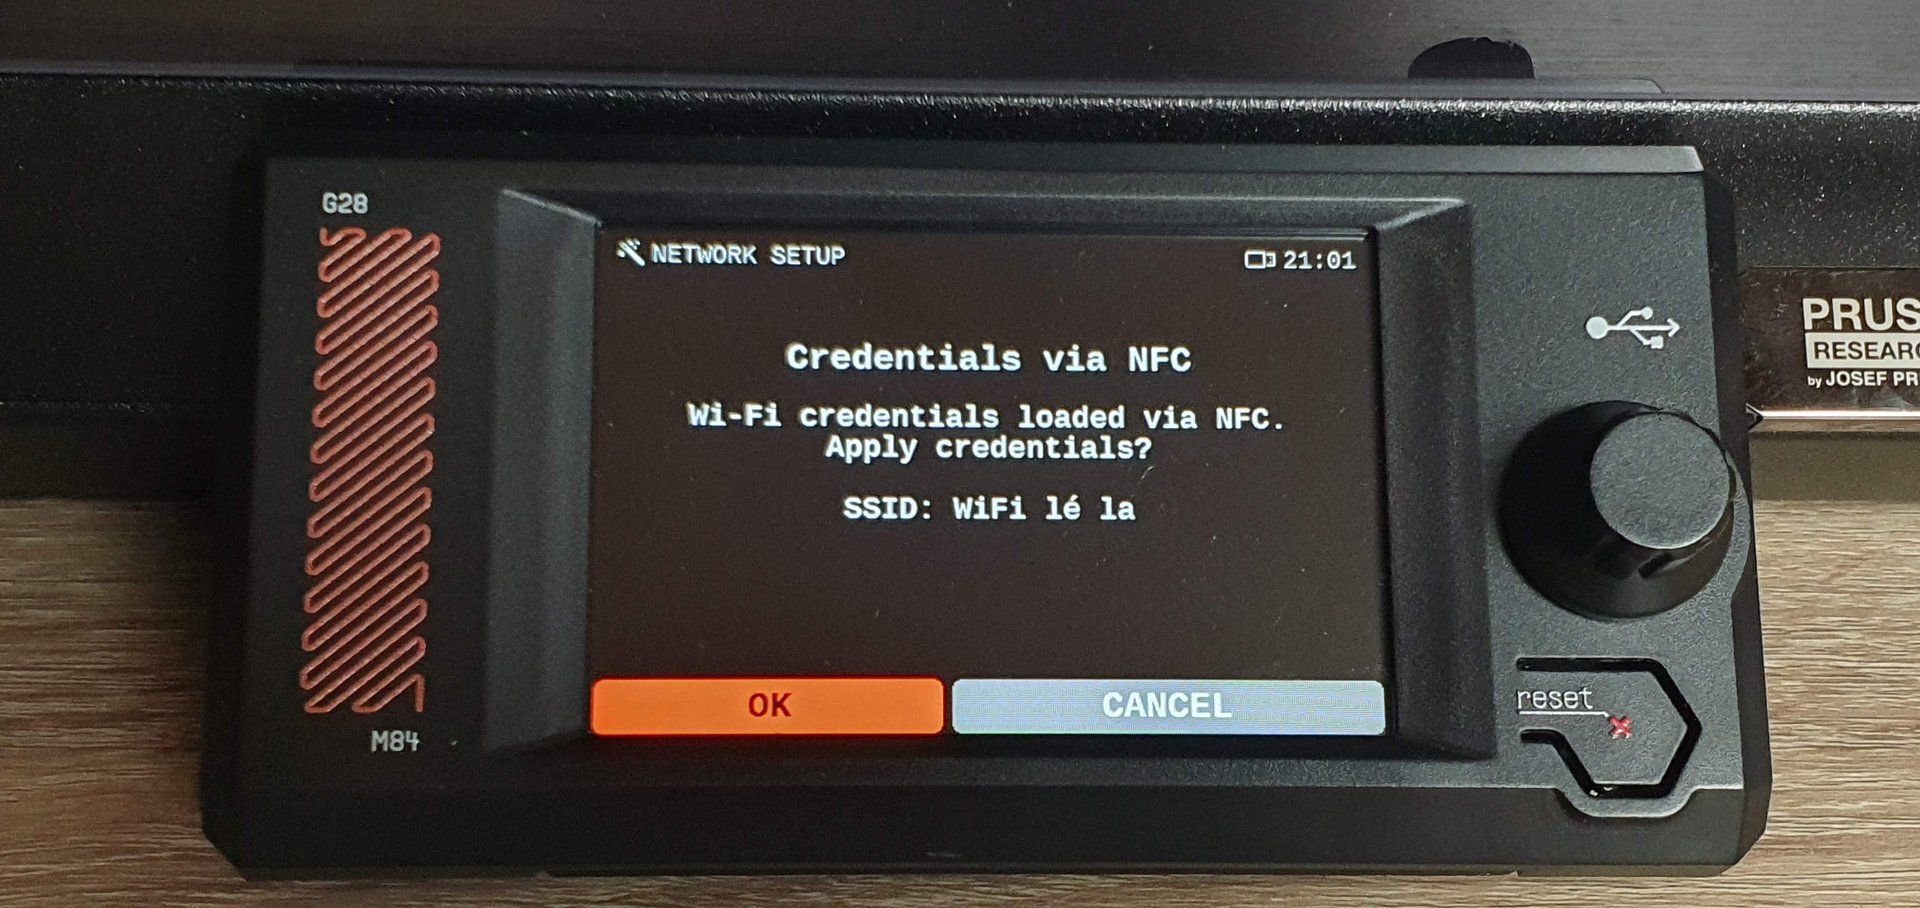 G28
NETWORK SETUP
21:01
Credentials via NFC
Wi-Fi credentials loaded via NFC.
Apply credentials?
SSID: WiFi lé la
OK
CANCEL
M84
reset
PRUS
RESEARC
by JOSEF PR